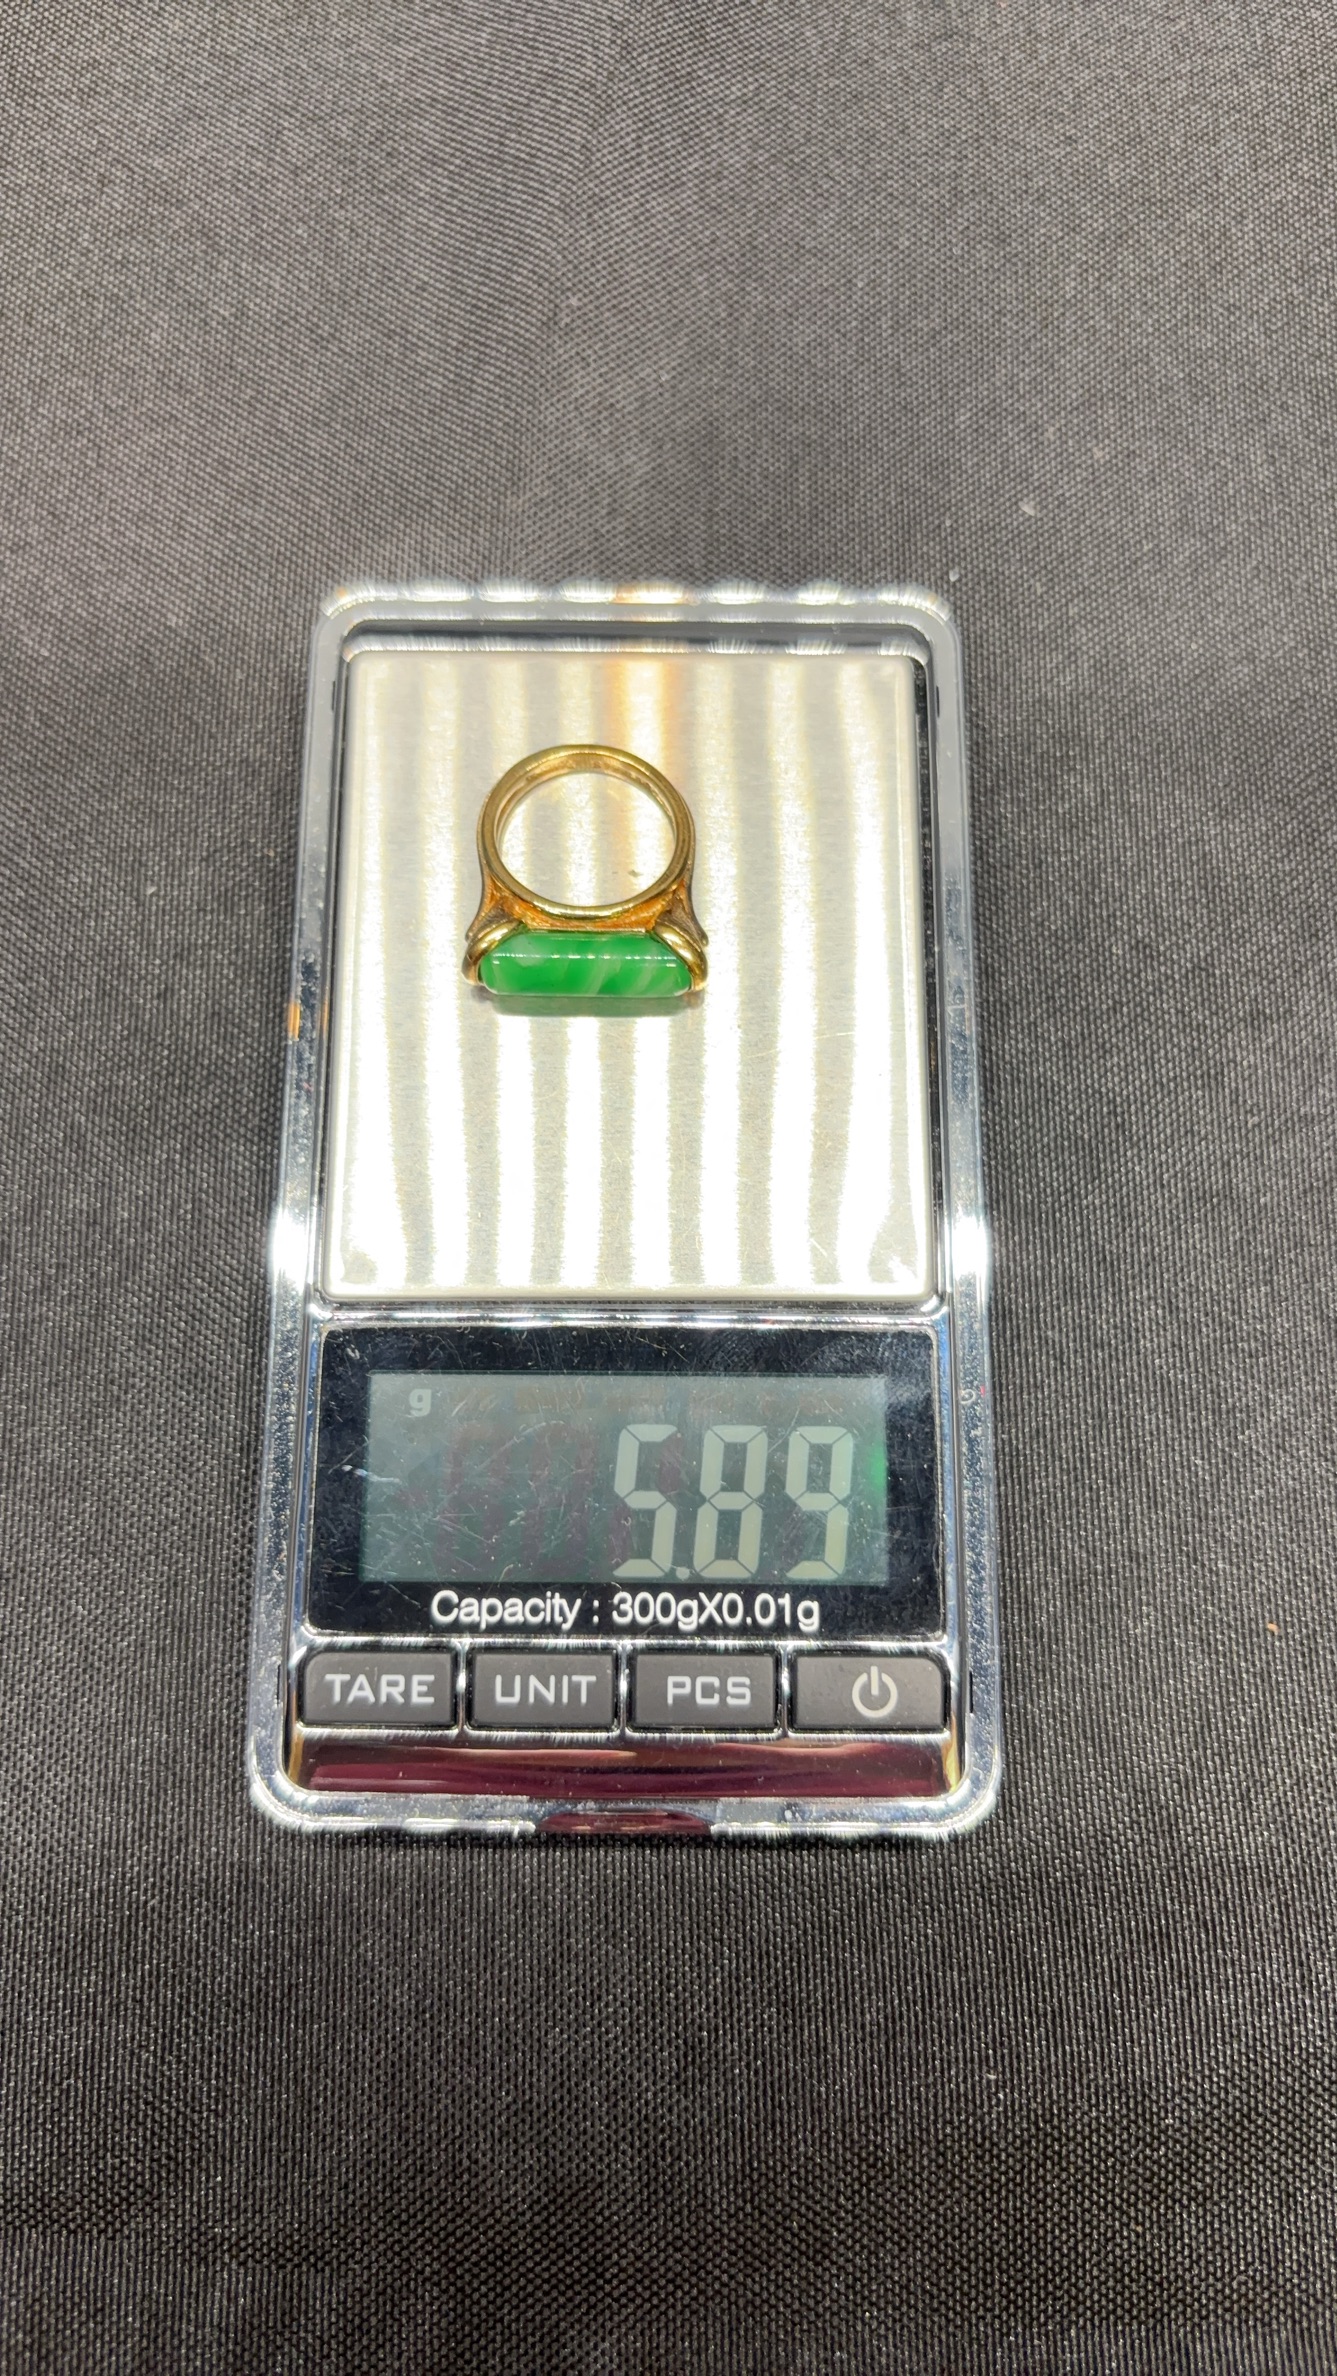 g
5.89
Capacity : 300gX0.01g
TARE UNIT PCS